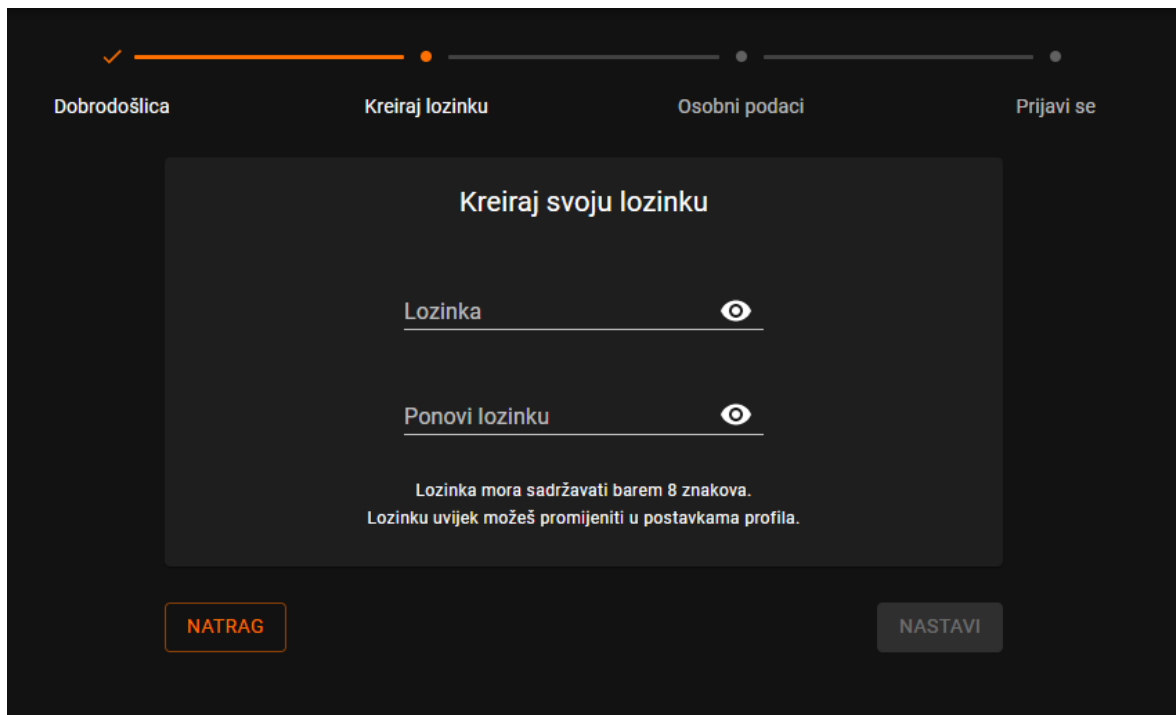 Dobrodošlica
Kreiraj lozinku
Osobni podaci
Prijavi se
Kreiraj svoju lozinku
Lozinka
Ponovi lozinku
Lozinka mora sadržavati barem 8 znakova.
Lozinku uvijek možeš promijeniti u postavkama profila.
NATRAG
NASTAVI